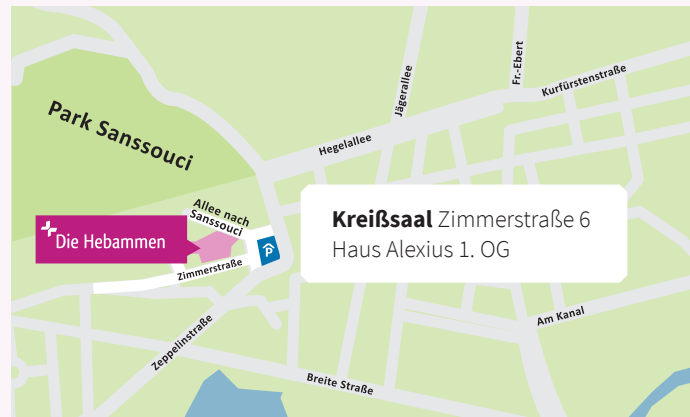 Fr.-Ebert
Jägerallee
Kurfürstenstraße
Hegelallee
Park Sanssouci
Allee nach
Sanssouci
Die Hebammen
P
Zimmerstraße
Kreißsaal Zimmerstraße 6
Haus Alexius 1. OG
Zeppelinstraße
Am Kanal
Breite Straße